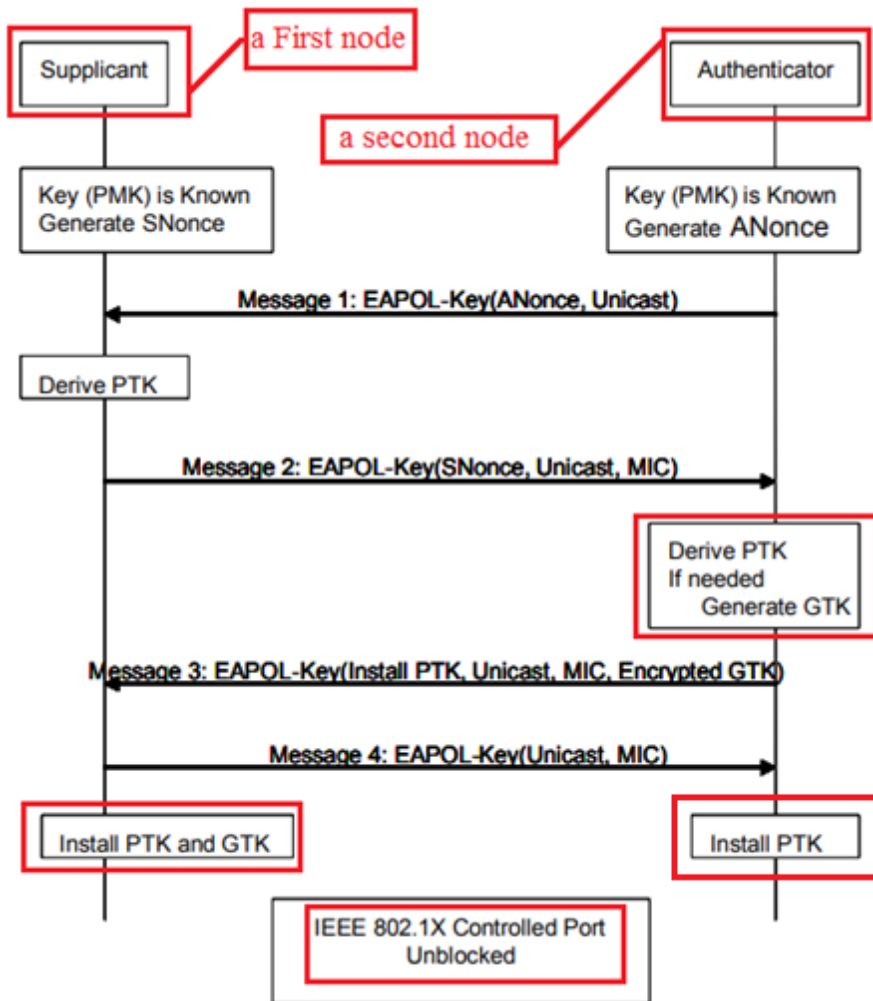 a First node
Supplicant
Authenticator
a second node
Key (PMK) is Known
Generate SNonce
Key (PMK) is Known
Generate ANonce
Message 1: EAPOL-Key(ANonce, Unicast)
Derive PTK
Message 2: EAPOL-Key(SNonce, Unicast, MIC)
Derive PTK
If needed
Generate GTK
Message 3: EAPOL-Key(Install PTK, Unicast, MIC, Encrypted GTK)
Message 4: EAPOL-Key(Unicast, MIC)
Install PTK and GTK
Install PTK
IEEE 802.1X Controlled Port
Unblocked